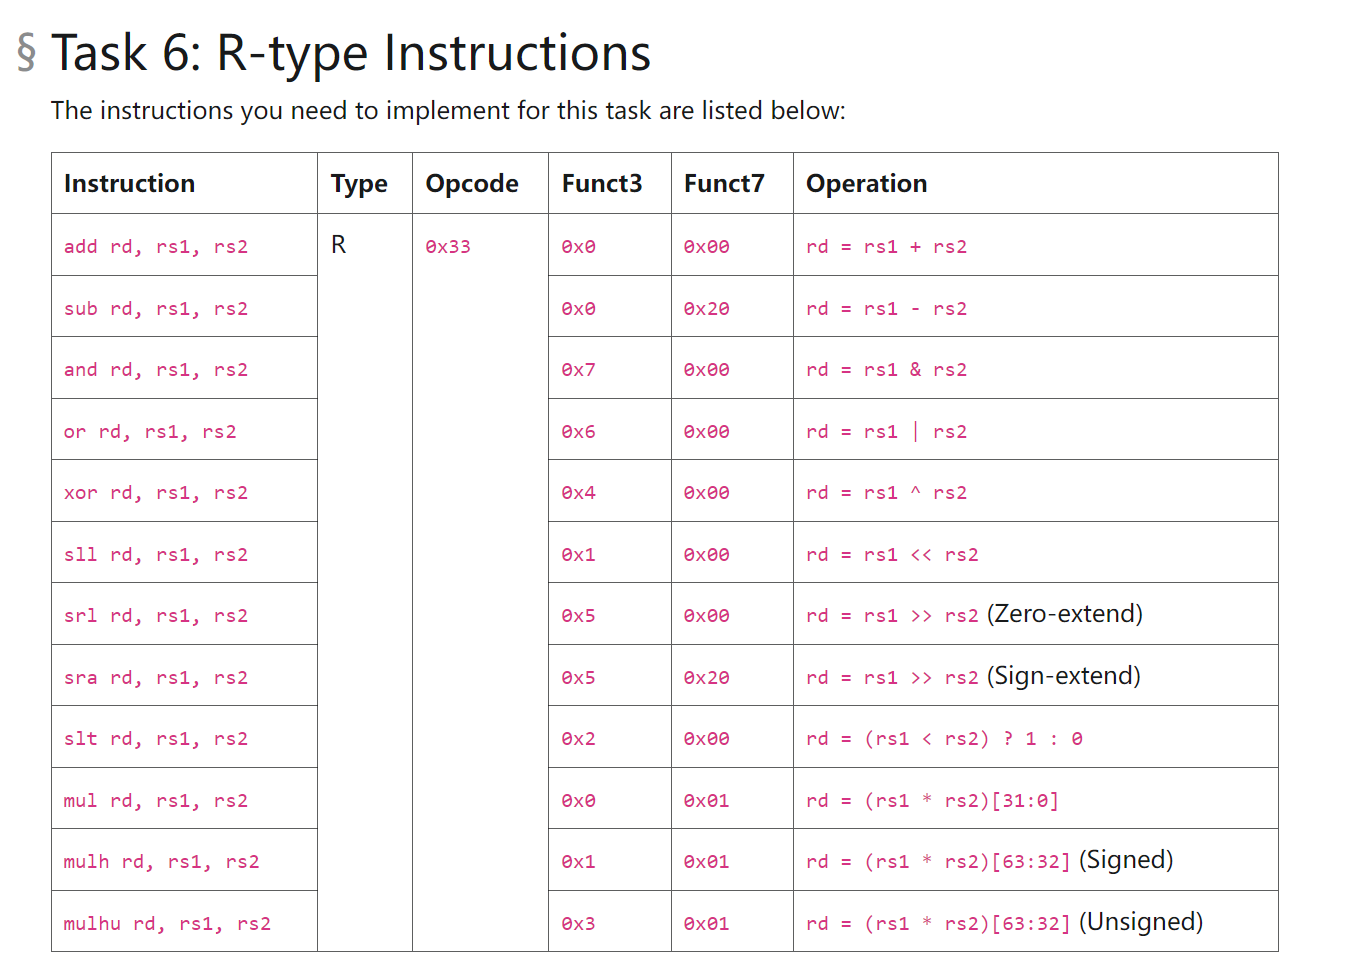 § Task 6: R-type Instructions
The instructions you need to implement for this task are listed below:
Instruction Type Opcode Funct3 Funct7 Operation
add rd, rs1, rs2 R 0x33 0x0 0x00 rd = rs1 + rs2
sub rd, rs1, rs2 0x0 0x20 rd = rs1 - rs2
and rd, rs1, rs2 0x7 0x00 rd = rs1 & rs2
or rd, rs1, rs2 0x6 0x00 rd = rs1 | rs2
xor rd, rs1, rs2 0x4 0x00 rd = rs1 ^ rs2
sll rd, rs1, rs2 0x1 0x00 rd = rs1 << rs2
srl rd, rs1, rs2 0x5 0x00 rd = rs1 >> rs2 (Zero-extend)
sra rd, rs1, rs2 0x5 0x20 rd = rs1 >> rs2 (Sign-extend)
slt rd, rs1, rs2 0x2 0x00 rd = (rs1 < rs2) ? 1 : 0
mul rd, rs1, rs2 0x0 0x01 rd = (rs1 * rs2)[31:0]
mulh rd, rs1, rs2 0x1 0x01 rd = (rs1 * rs2)[63:32] (Signed)
mulhu rd, rs1, rs2 0x3 0x01 rd = (rs1 * rs2)[63:32] (Unsigned)